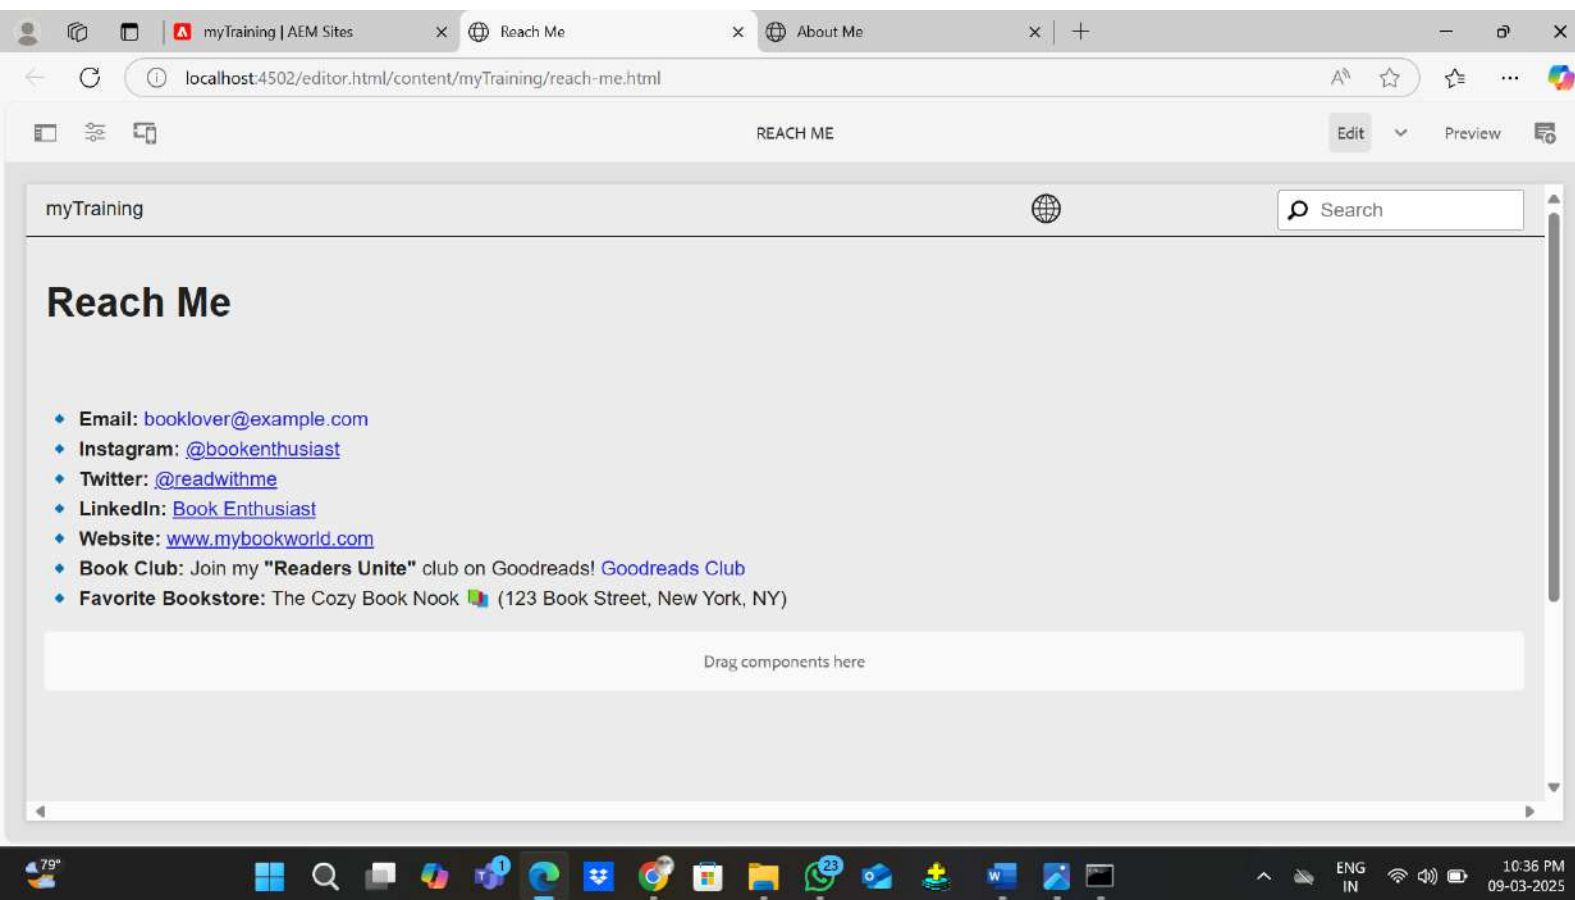 myTraining | AEM Sites
Reach Me
About Me
localhost:4502/editor.html/content/myTraining/reach-me.html
REACH ME
Edit
Preview
myTraining
Search
Reach Me
Email: booklover@example.com
Instagram: @bookenthusiast
Twitter: @readwithme
LinkedIn: Book Enthusiast
Website: www.mybookworld.com
Book Club: Join my "Readers Unite" club on Goodreads! Goodreads Club
Favorite Bookstore: The Cozy Book Nook (123 Book Street, New York, NY)
Drag components here
79°
1
23
ENG
IN
10:36 PM
09-03-2025